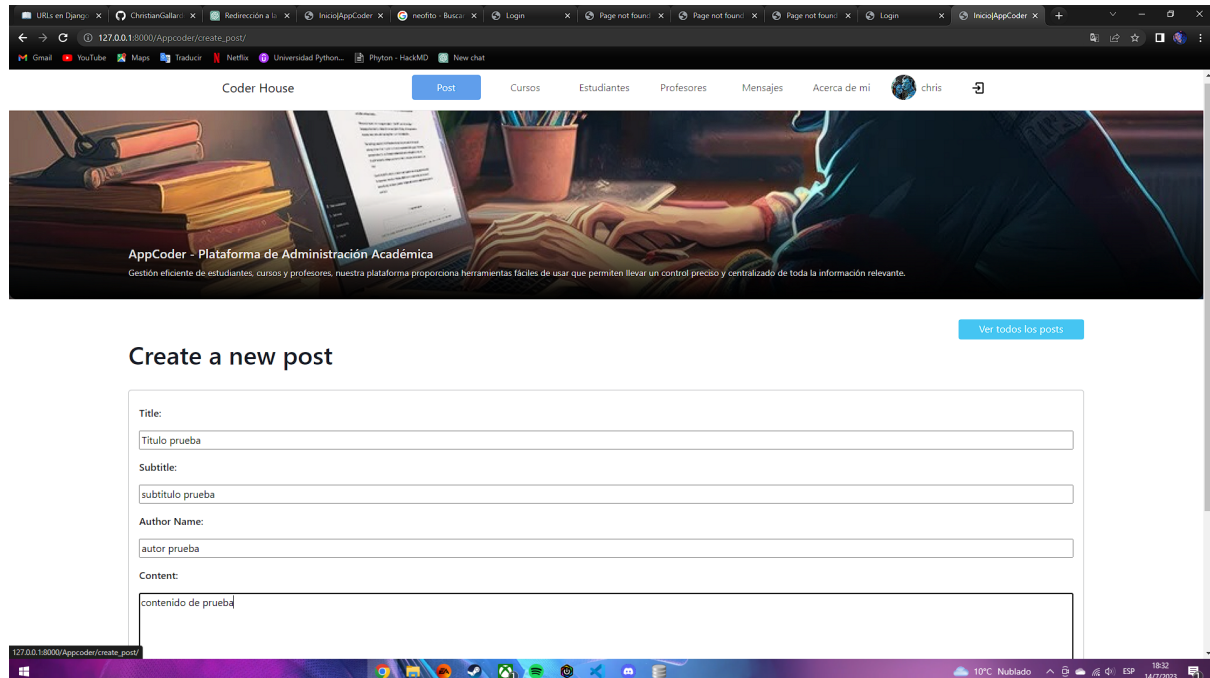 URLs en Django
ChristianGallard
Redirección a la
Inicio|AppCoder
neofito - Buscar
Login
Page not found
Page not found
Page not found
Login
Inicio|AppCoder
127.0.0.1:8000/Appcoder/create_post/
Gmail
YouTube
Maps
Traducir
Netflix
Universidad Python...
Phyton - HackMD
New chat
Coder House
Post
Cursos
Estudiantes
Profesores
Mensajes
Acerca de mi
chris
AppCoder - Plataforma de Administración Académica
Gestión eficiente de estudiantes, cursos y profesores, nuestra plataforma proporciona herramientas fáciles de usar que permiten llevar un control preciso y centralizado de toda la información relevante.
Ver todos los posts
Create a new post
Title:
Titulo prueba
Subtitle:
subtitulo prueba
Author Name:
autor prueba
Content:
contenido de prueba
127.0.0.1:8000/Appcoder/create_post/
10°C Nublado
ESP
18:32
14/7/2023